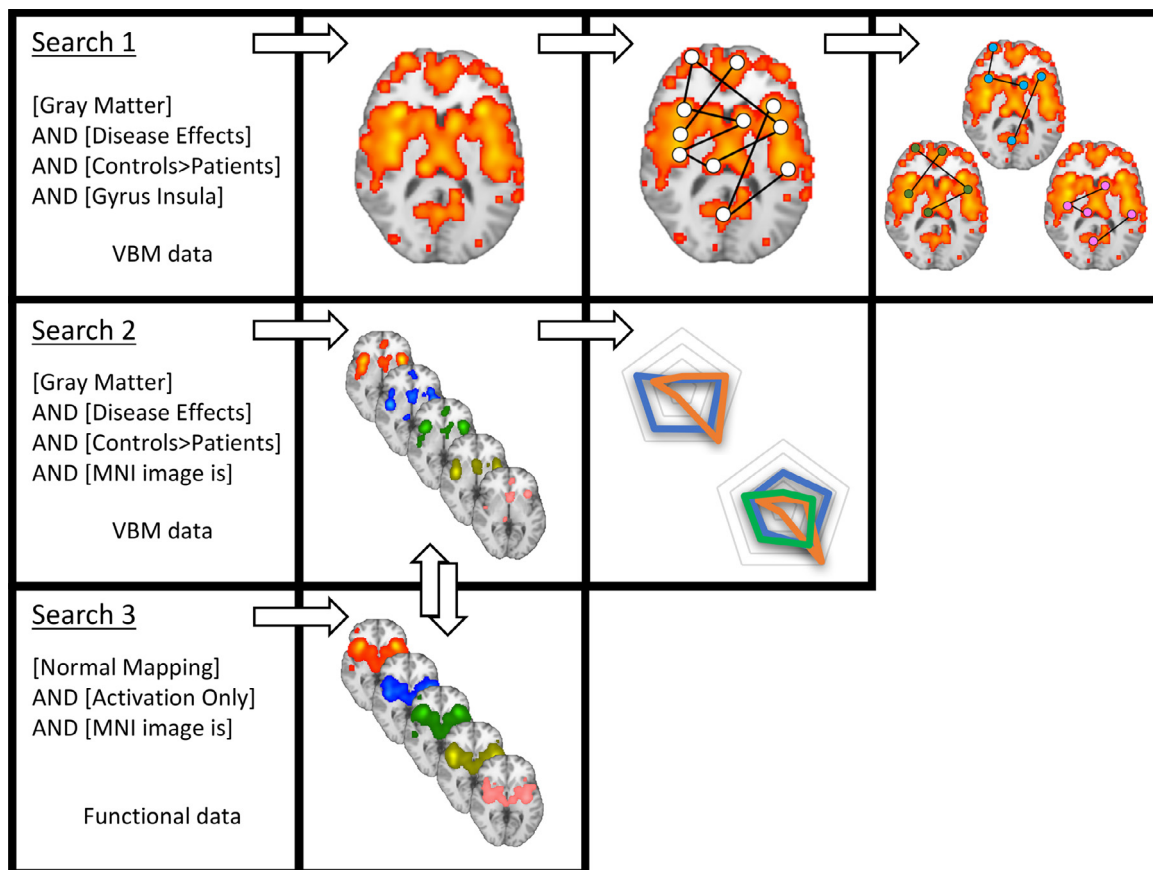 Search 1
[Gray Matter]
AND [Disease Effects]
AND [Controls>Patients]
AND [Gyrus Insula]
VBM data
Search 2
[Gray Matter]
AND [Disease Effects]
AND [Controls>Patients]
AND [MNI image is]
VBM data
Search 3
[Normal Mapping]
AND [Activation Only]
AND [MNI image is]
Functional data